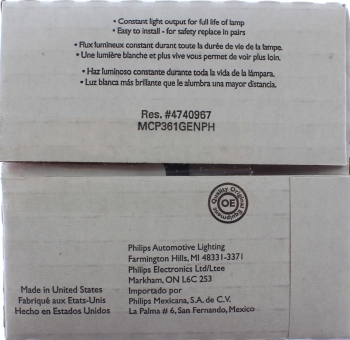 • Constant light output for full life of lamp
• Easy to install - for safety replace in pairs
• Flux lumineux constant durant toute la durée de vie de la lampe.
• Une lumière blanche et plus vive vous permet de voir plus loin.
• Haz luminoso constante durante toda la vida de la lámpara.
• Luz blanca más brillante que le alumbra una mayor distancia.
Res. #4740967
MCP361GENPH
Quality Original Equipment
OE
Philips Automotive Lighting
Farmington Hills, MI 48331-3371
Philips Electronics Ltd/Ltee
Markham, ON L6C 2S3
Importado por
Philips Mexicana, S.A. de C.V.
La Palma # 6, San Fernando, Mexico
Made in United States
Fabriqué aux Etats-Unis
Hecho en Estados Unidos